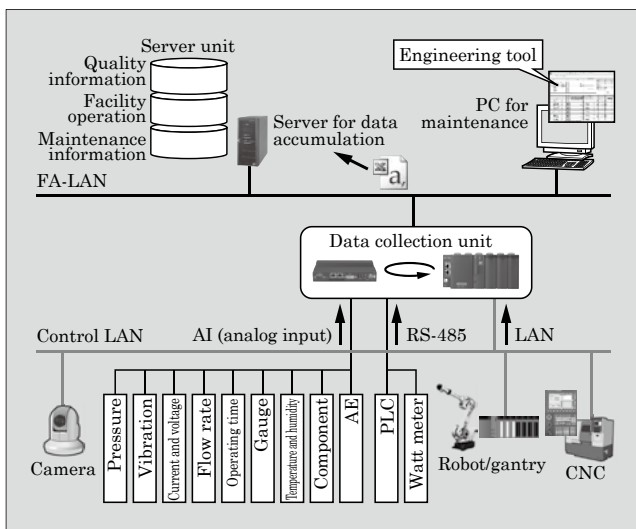 Server unit
Quality
information
Facility
operation
Maintenance
information
Server for data
accumulation
a,
Engineering tool
PC for
maintenance
FA-LAN
Data collection unit
Control LAN
AI (analog input)
RS-485
LAN
Camera
Pressure
Vibration
Current and voltage
Flow rate
Operating time
Gauge
Temperature and humidity
Component
AE
PLC
Watt meter
Robot/gantry
CNC